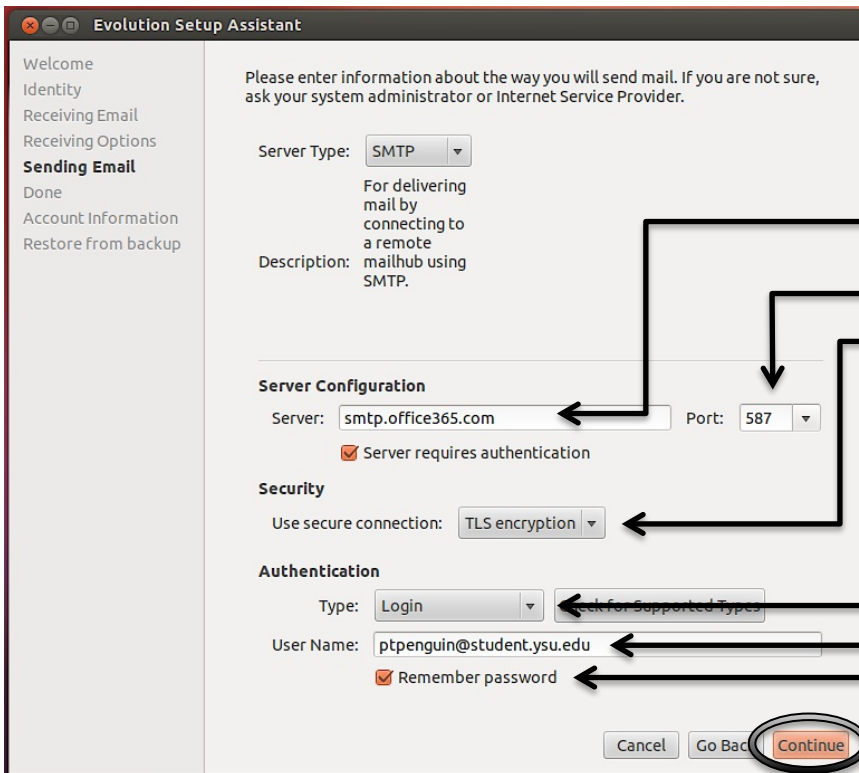 Evolution Setup Assistant
Welcome
Identity
Receiving Email
Receiving Options
Sending Email
Done
Account Information
Restore from backup
Please enter information about the way you will send mail. If you are not sure,
ask your system administrator or Internet Service Provider.
Server Type: SMTP
For delivering
mail by
connecting to
a remote
Description: mailhub using
SMTP.
Server Configuration
Server: smtp.office365.com Port: 587
Server requires authentication
Security
Use secure connection: TLS encryption
Authentication
Type: Login Check for Supported Types
User Name: ptpenguin@student.ysu.edu
Remember password
Cancel Go Back Continue